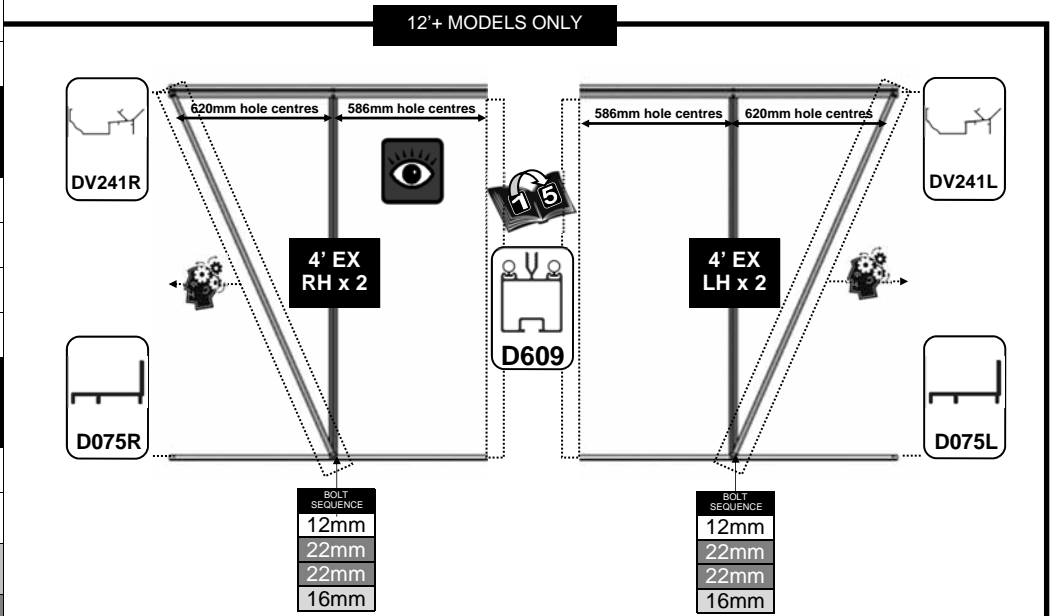 12'+ MODELS ONLY
DV241R
620mm hole centres
586mm hole centres
586mm hole centres
620mm hole centres
DV241L
7 5
4' EX
RH x 2
4' EX
LH x 2
D609
D075R
D075L
BOLT
SEQUENCE
12mm
22mm
22mm
16mm
BOLT
SEQUENCE
12mm
22mm
22mm
16mm